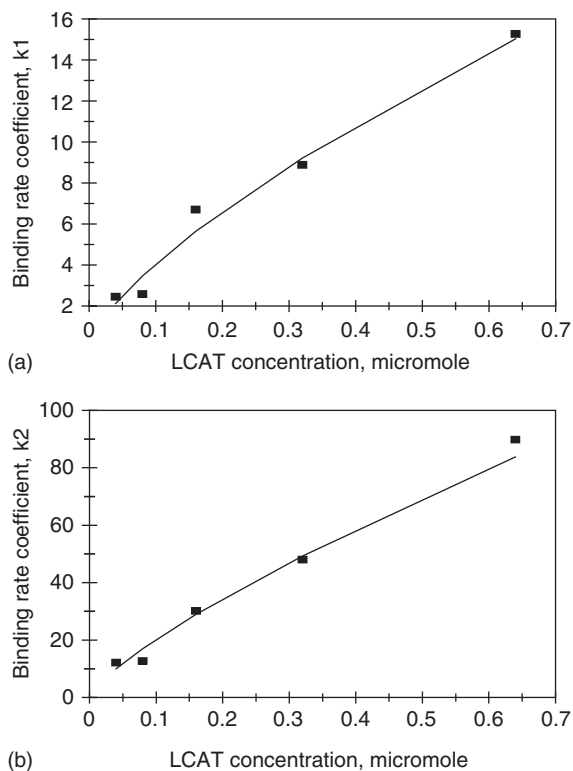 16
14
12
10
8
6
4
2
Binding rate coefficient, k1
0 0.1 0.2 0.3 0.4 0.5 0.6 0.7
(a) LCAT concentration, micromole
100
80
60
40
20
0
Binding rate coefficient, k2
0 0.1 0.2 0.3 0.4 0.5 0.6 0.7
(b) LCAT concentration, micromole